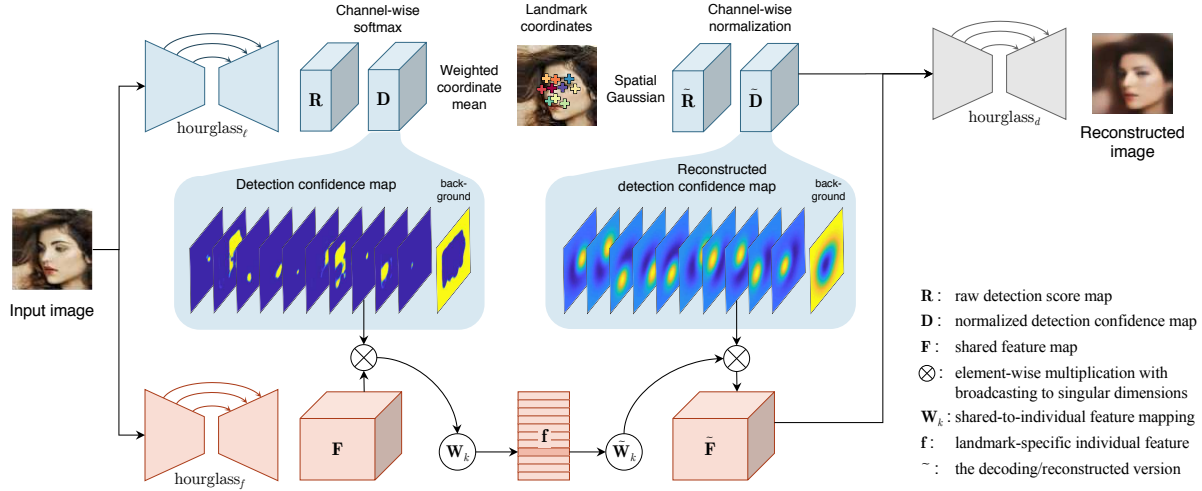 Channel-wise
softmax
Landmark
coordinates
Channel-wise
normalization
R
D
Weighted
coordinate
mean
Spatial
Gaussian
R̃
D̃
hourglass_ℓ
hourglass_d
Reconstructed
image
Detection confidence map
back-
ground
Reconstructed
detection confidence map
back-
ground
Input image
F
W_k
f
W̃_k
F̃
hourglass_f
R : raw detection score map
D : normalized detection confidence map
F : shared feature map
⊗ : element-wise multiplication with
broadcasting to singular dimensions
W_k : shared-to-individual feature mapping
f : landmark-specific individual feature
~ : the decoding/reconstructed version